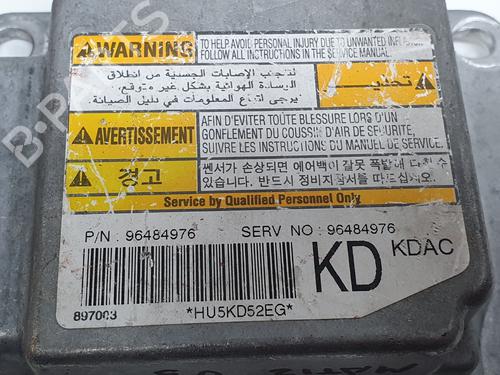 WARNING
TO HELP AVOID PERSONAL INJURY DUE TO UNWANTED
FOLLOW ALL INSTRUCTIONS IN THE SERVICE MANUAL.
لتجنب الإصابات الجسمية من انطلاق
الوسادة الهوائية بشكل غير متوقع،
يرجى اتباع المعلومات في دليل الصيانة.
تحذير
AVERTISSEMENT
AFIN D'EVITER TOÛTE BLESSURE LORS D'UN
GONFLEMENT DU COUSSIN D'AIR DE SECURITE,
SUIVRE LES INSTRUCTIONS DU MANUEL DE SERVICE.
경고
쎈서가 손상되면 에어백이 잘못 폭발해 다칠 수
있습니다. 반드시 정비지침서를 따르십시오.
Service by Qualified Personnel Only
P/N : 96484976 SERV NO : 96484976
KD KDAC
897003 *HU5KD52EG*
B-PARTS